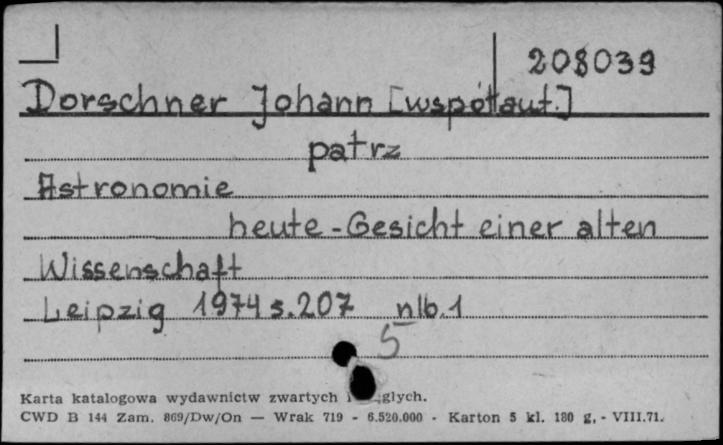 208039
Dorschner Johann [współaut.]
patrz
Astronomie
heute - Gesicht einer alten
Wissenschaft
Leipzig 1974 s. 207 nlb. 1
5
Karta katalogowa wydawnictw zwartych
CWD B 144 Zam. 869/Dw/On — Wrak 719 - 6.520.000 - Karton 5 kl. 180 g. - VIII.71.